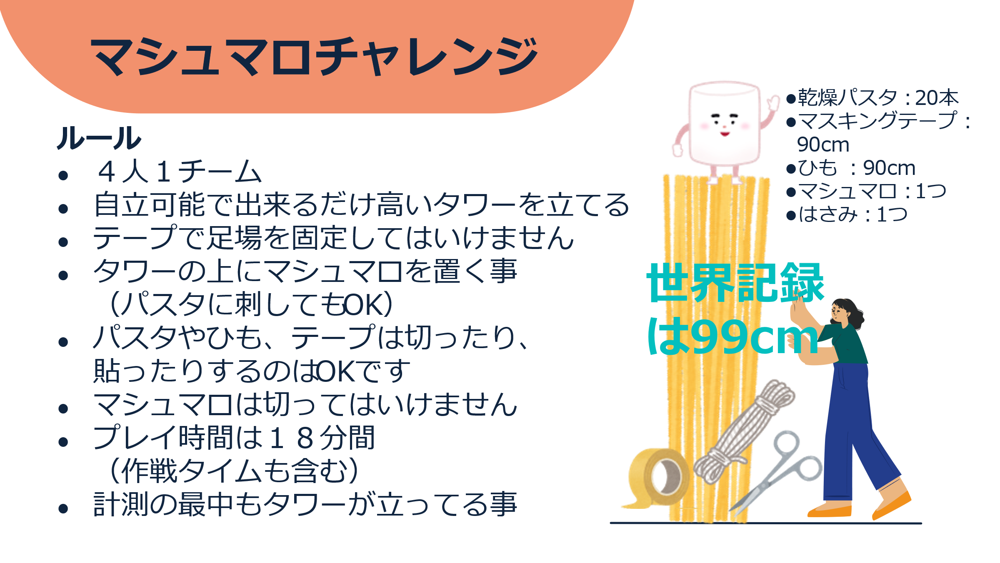 マシュマロチャレンジ
ルール
● ４人１チーム
● 自立可能で出来るだけ高いタワーを立てる
● テープで足場を固定してはいけません
● タワーの上にマシュマロを置く事
（パスタに刺してもOK）
● パスタやひも、テープは切ったり、
貼ったりするのはOKです
● マシュマロは切ってはいけません
● プレイ時間は１８分間
（作戦タイムも含む）
● 計測の最中もタワーが立ってる事
●乾燥パスタ：20本
●マスキングテープ：
90cm
●ひも ：90cm
●マシュマロ：1つ
●はさみ：1つ
世界記録
は99cm